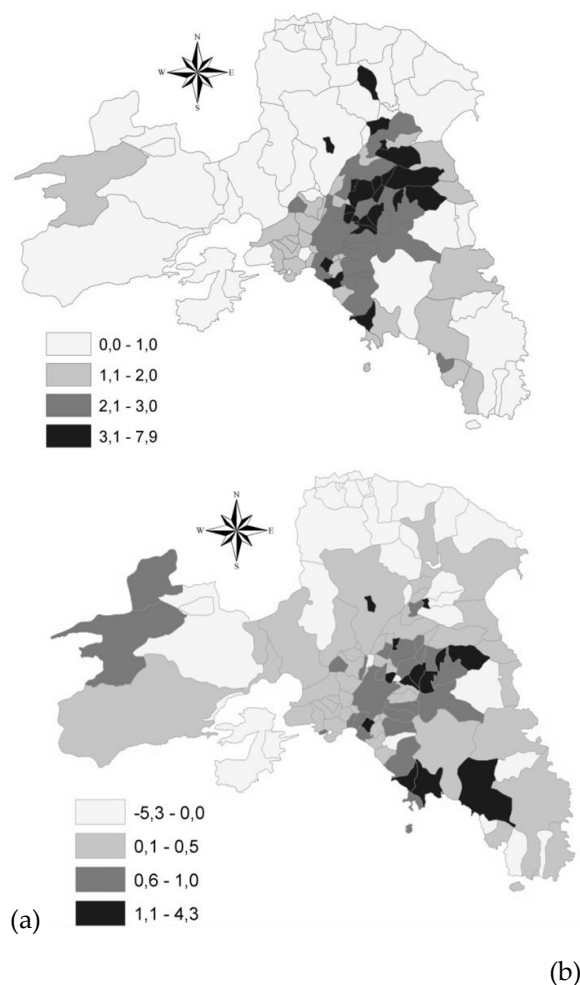 N
W E
S
0,0 - 1,0
1,1 - 2,0
2,1 - 3,0
3,1 - 7,9
N
W E
S
-5,3 - 0,0
0,1 - 0,5
0,6 - 1,0
1,1 - 4,3
(a)
(b)